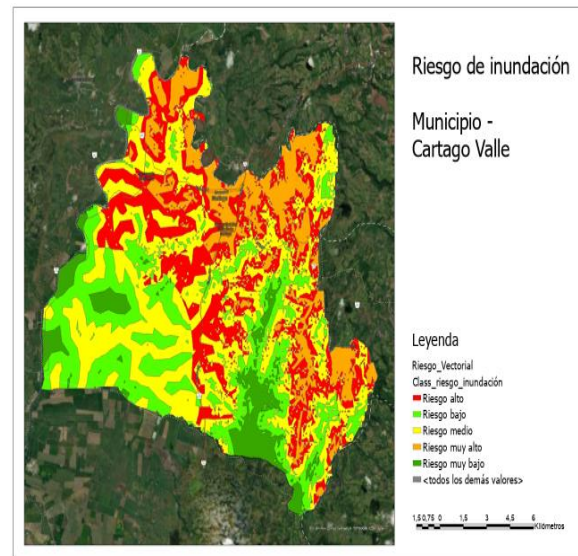 Riesgo de inundación
Municipio -
Cartago Valle
Leyenda
Riesgo_Vectorial
Class_riesgo_inundación
Riesgo alto
Riesgo bajo
Riesgo medio
Riesgo muy alto
Riesgo muy bajo
<todos los demás valores>
1,5 0,75 0 1,5 3 4,5 6
Kilómetros